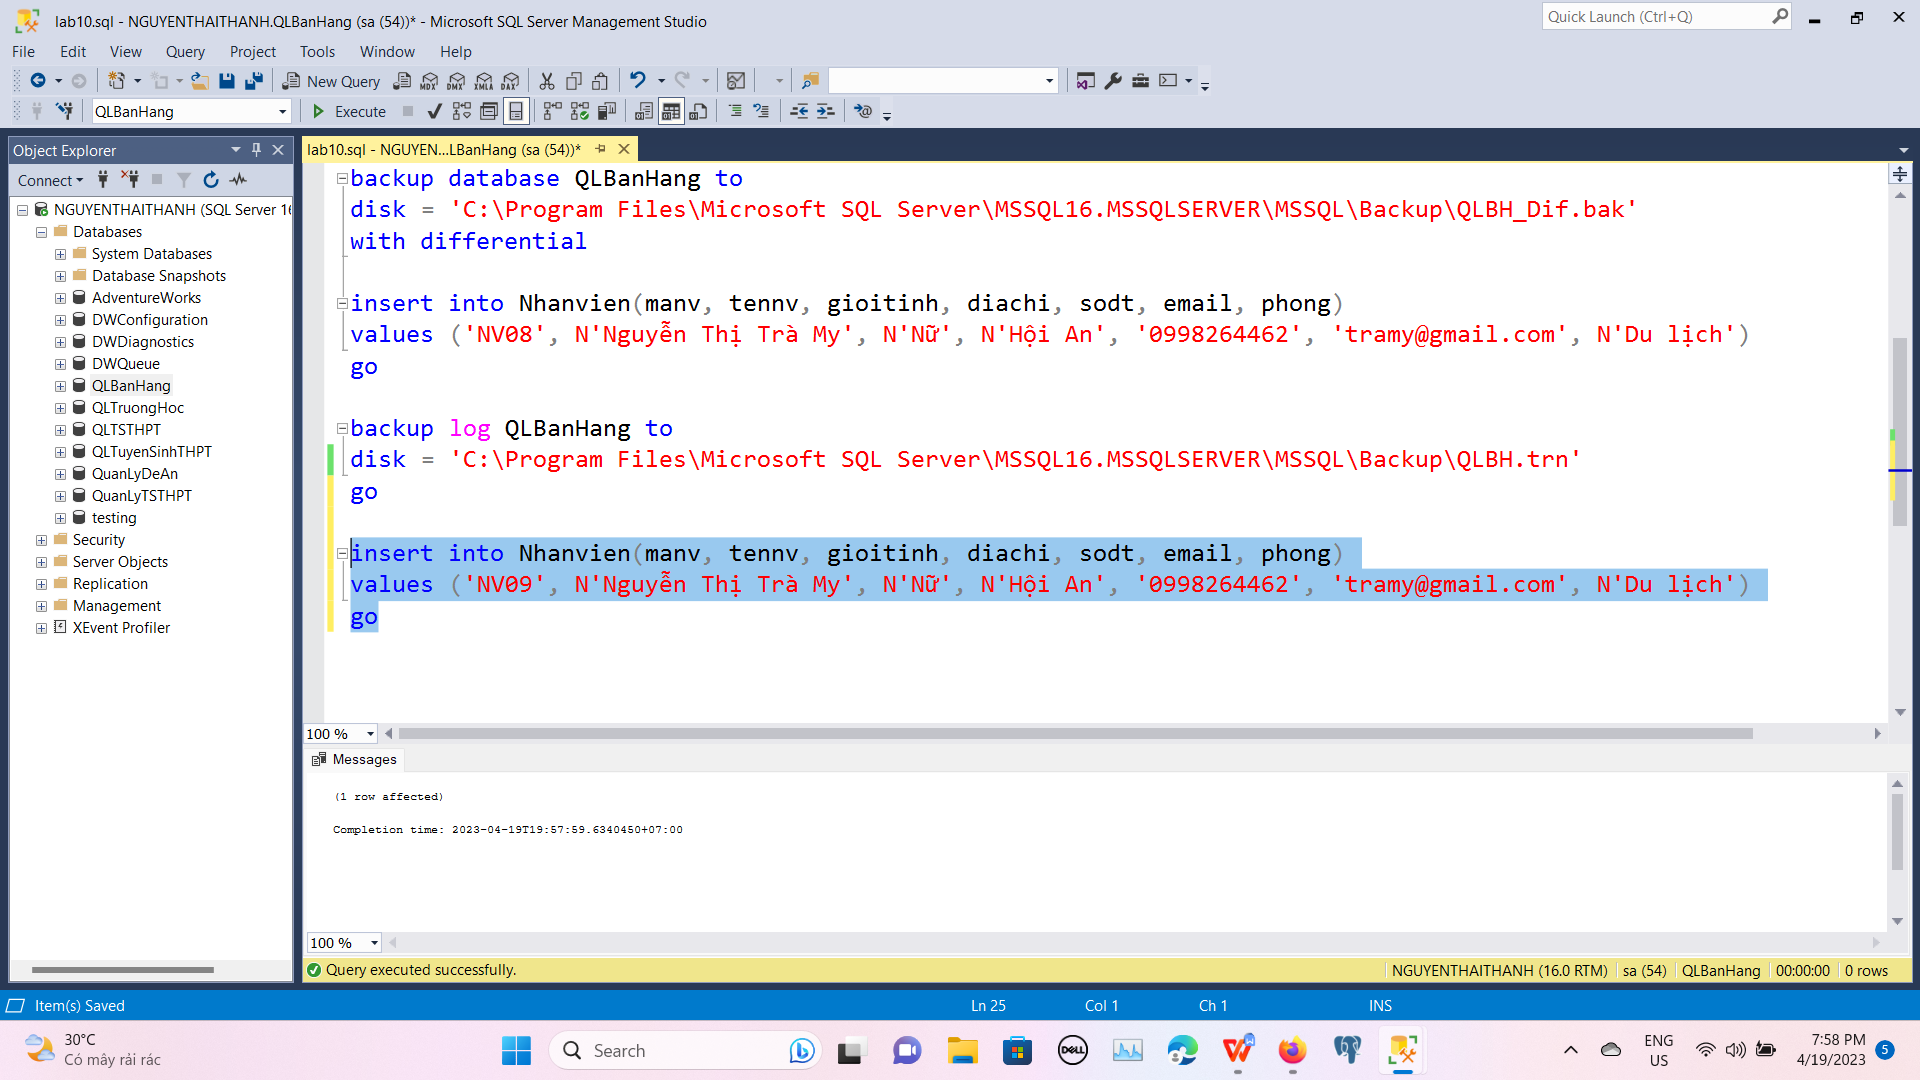 lab10.sql - NGUYENTHAITHANH.QLBanHang (sa (54))* - Microsoft SQL Server Management Studio
Quick Launch (Ctrl+Q)
File Edit View Query Project Tools Window Help
New Query
MDX DMX XMLA DAX
QLBanHang
Execute
Object Explorer
Connect
NGUYENTHAITHANH (SQL Server 16
Databases
System Databases
Database Snapshots
AdventureWorks
DWConfiguration
DWDiagnostics
DWQueue
QLBanHang
QLTruongHoc
QLTSTHPT
QLTuyenSinhTHPT
QuanLyDeAn
QuanLyTSTHPT
testing
Security
Server Objects
Replication
Management
XEvent Profiler
lab10.sql - NGUYEN...LBanHang (sa (54))*
backup database QLBanHang to
disk = 'C:\Program Files\Microsoft SQL Server\MSSQL16.MSSQLSERVER\MSSQL\Backup\QLBH_Dif.bak'
with differential
insert into Nhanvien(manv, tennv, gioitinh, diachi, sodt, email, phong)
values ('NV08', N'Nguyễn Thị Trà My', N'Nữ', N'Hội An', '0998264462', 'tramy@gmail.com', N'Du lịch')
go
backup log QLBanHang to
disk = 'C:\Program Files\Microsoft SQL Server\MSSQL16.MSSQLSERVER\MSSQL\Backup\QLBH.trn'
go
insert into Nhanvien(manv, tennv, gioitinh, diachi, sodt, email, phong)
values ('NV09', N'Nguyễn Thị Trà My', N'Nữ', N'Hội An', '0998264462', 'tramy@gmail.com', N'Du lịch')
go
100 %
Messages
(1 row affected)
Completion time: 2023-04-19T19:57:59.6340450+07:00
100 %
Query executed successfully.
NGUYENTHAITHANH (16.0 RTM) sa (54) QLBanHang 00:00:00 0 rows
Item(s) Saved
Ln 25 Col 1 Ch 1 INS
30°C
Có mây rải rác
Search
DELL
ENG
US
7:58 PM
4/19/2023
5